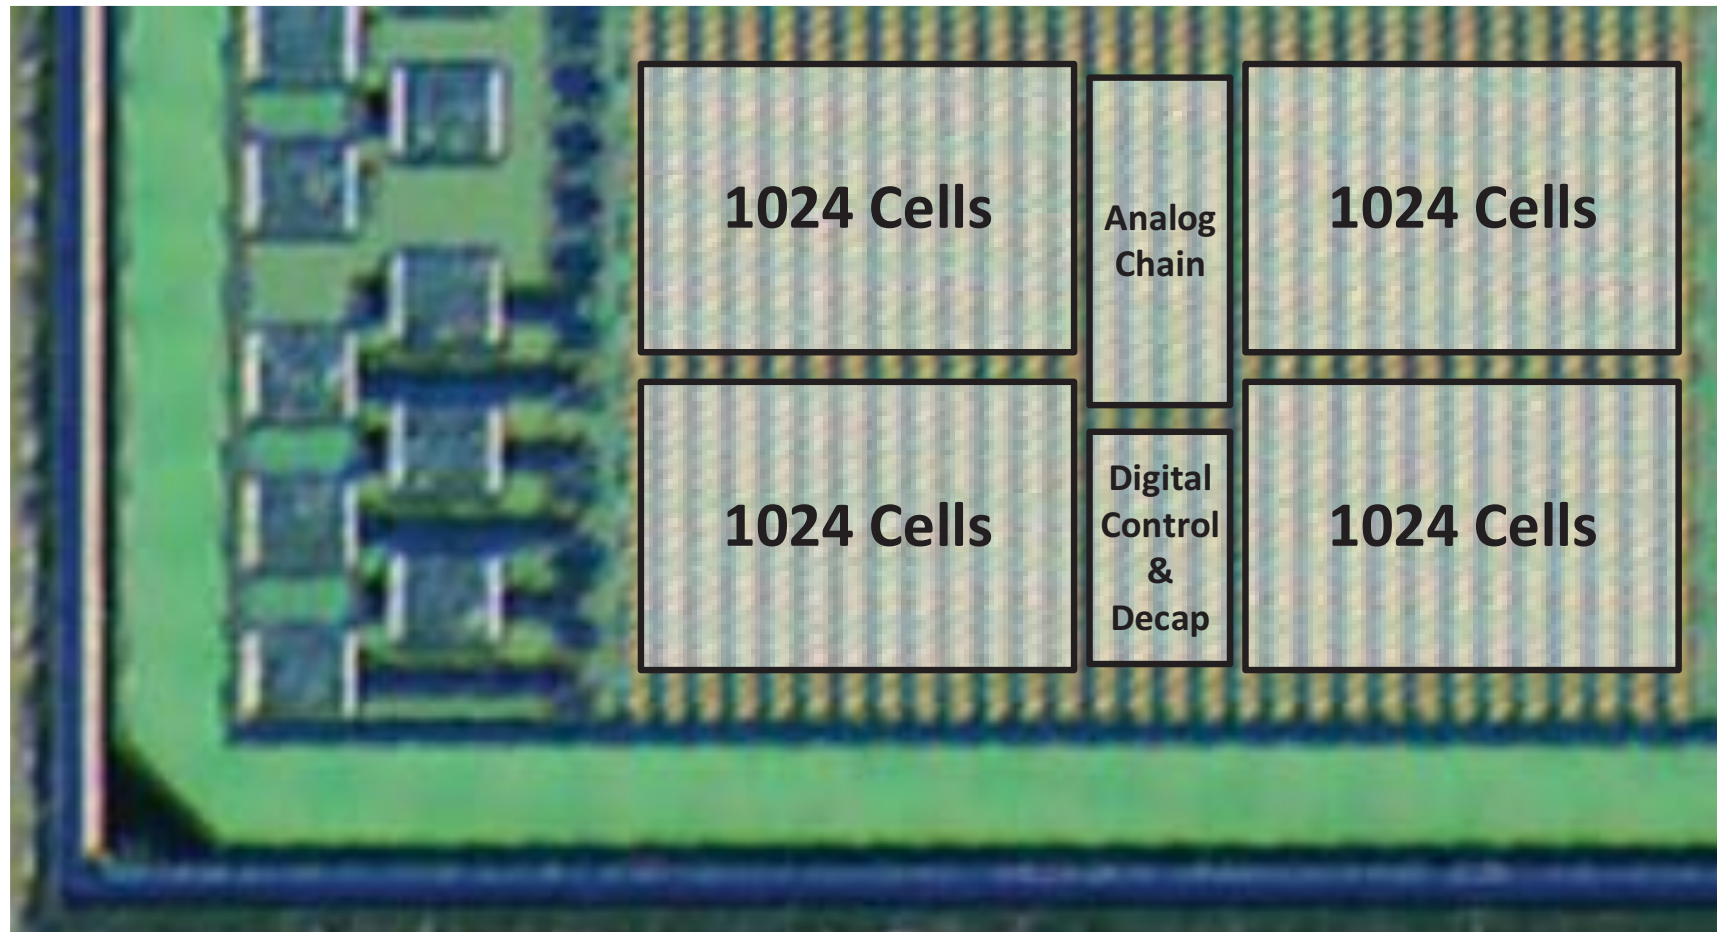 1024 Cells
Analog
Chain
1024 Cells
1024 Cells
Digital
Control
&
Decap
1024 Cells